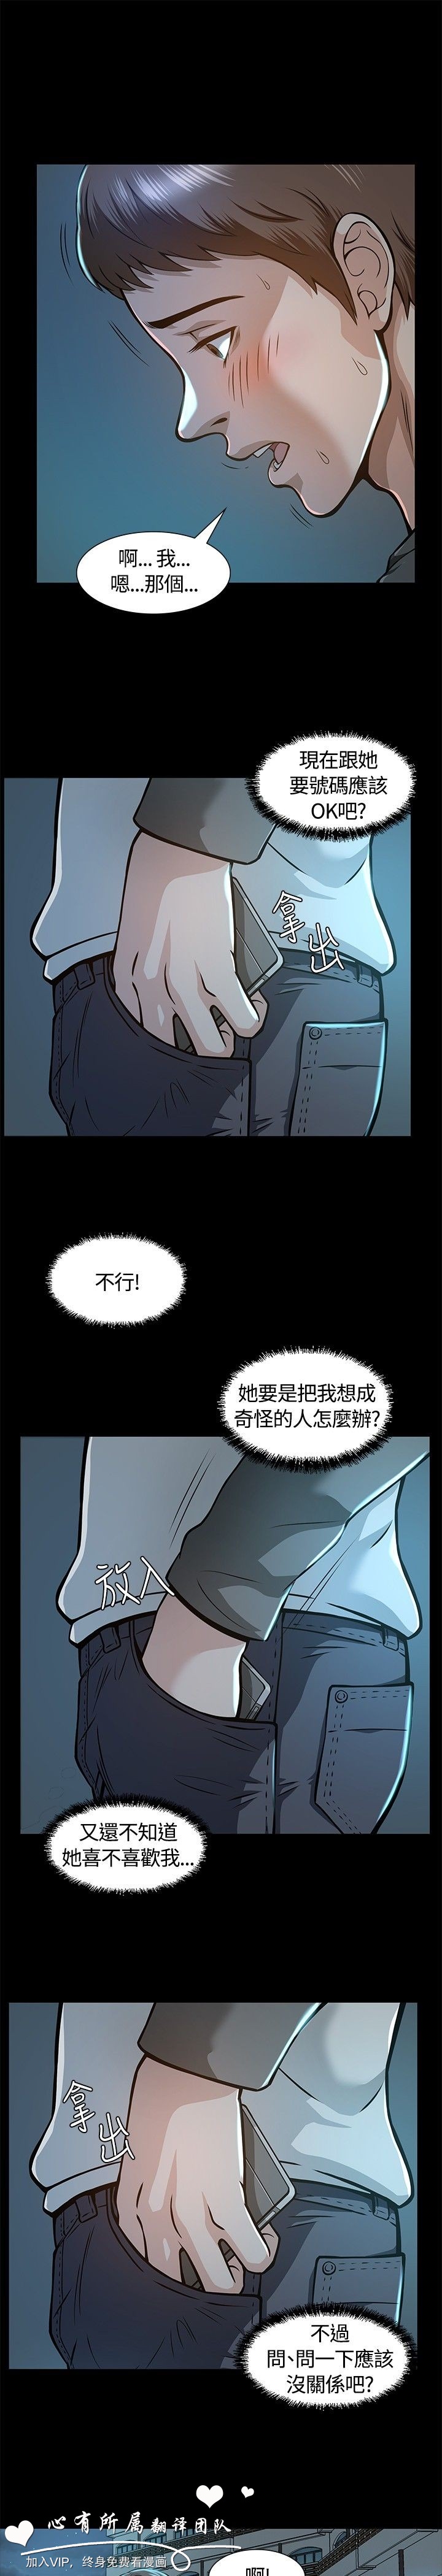 啊... 我...
嗯...那個...
現在跟她
要號碼應該
OK吧?
拿出
不行!
她要是把我想成
奇怪的人怎麼辦?
放入
又還不知道
她喜不喜歡我...
拿出
不過
問、問一下應該
沒關係吧?
心有所属翻译团队
加入VIP，终身免费看漫画
啊!